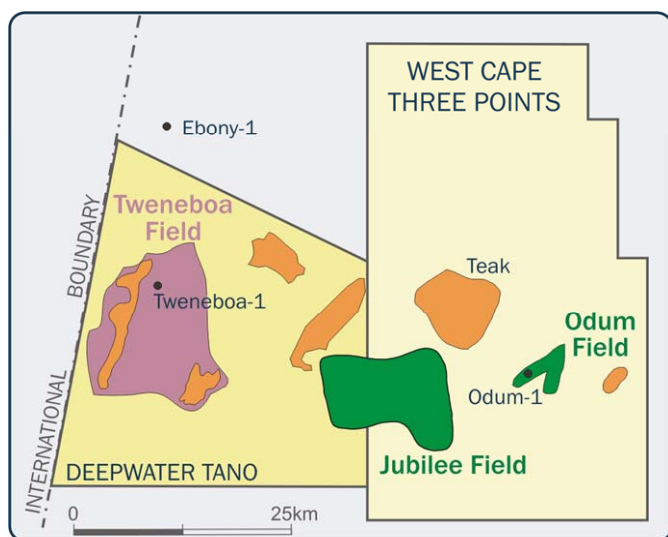 WEST CAPE
THREE POINTS
Ebony-1
Tweneboa
Field
INTERNATIONAL BOUNDARY
Tweneboa-1
Teak
Odum
Field
Odum-1
Jubilee Field
DEEPWATER TANO
0 25km